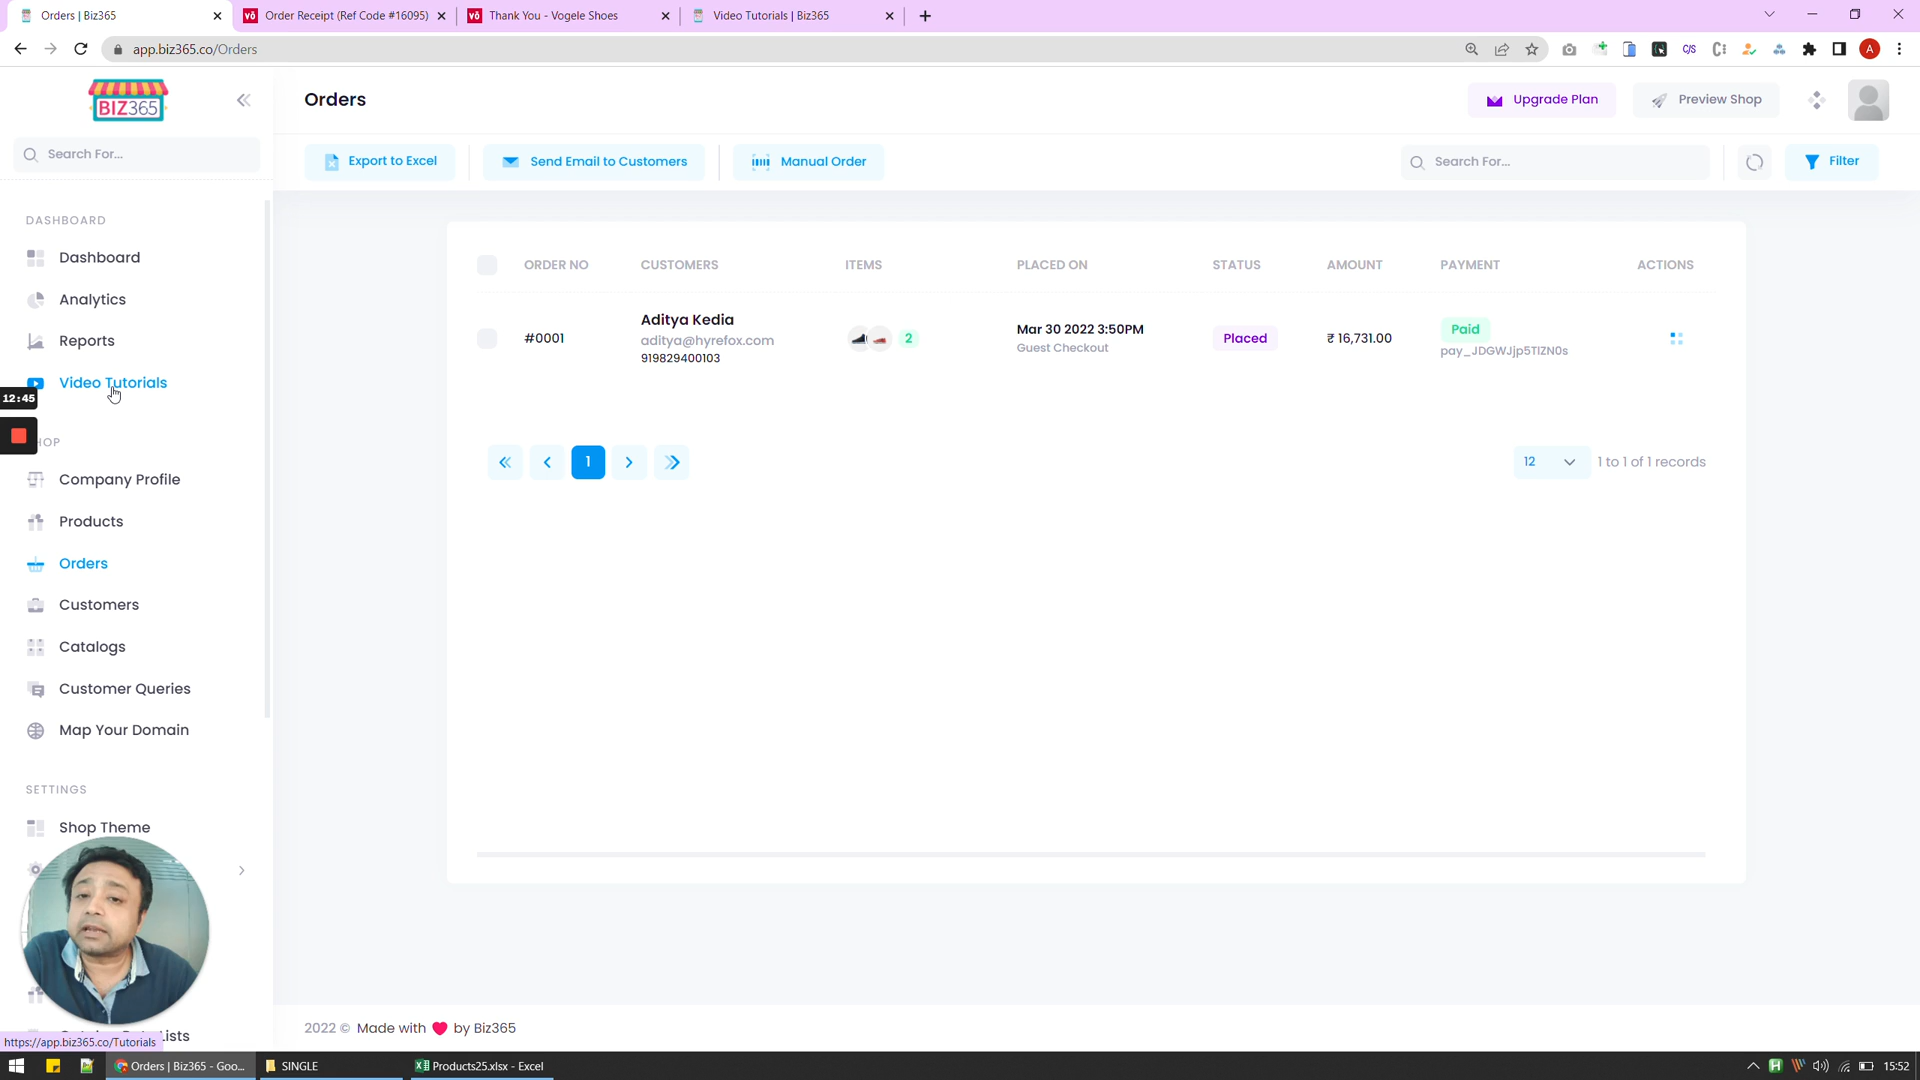 Orders | Biz365
Order Receipt (Ref Code #16095)
Thank You - Vogele Shoes
Video Tutorials | Biz365
app.biz365.co/Orders
BIZ365
Orders
Upgrade Plan
Preview Shop
Search For...
Export to Excel
Send Email to Customers
Manual Order
Search For...
Filter
DASHBOARD
Dashboard
Analytics
Reports
Video Tutorials
12:45
HOP
Company Profile
Products
Orders
Customers
Catalogs
Customer Queries
Map Your Domain
SETTINGS
Shop Theme
ORDER NO
CUSTOMERS
ITEMS
PLACED ON
STATUS
AMOUNT
PAYMENT
ACTIONS
#0001
Aditya Kedia
aditya@hyrefox.com
919829400103
2
Mar 30 2022 3:50PM
Guest Checkout
Placed
₹ 16,731.00
Paid
pay_JDGWJjp5TlZN0s
1
12
1 to 1 of 1 records
2022 © Made with by Biz365
https://app.biz365.co/Tutorials
Orders | Biz365 - Goo...
SINGLE
Products25.xlsx - Excel
15:52